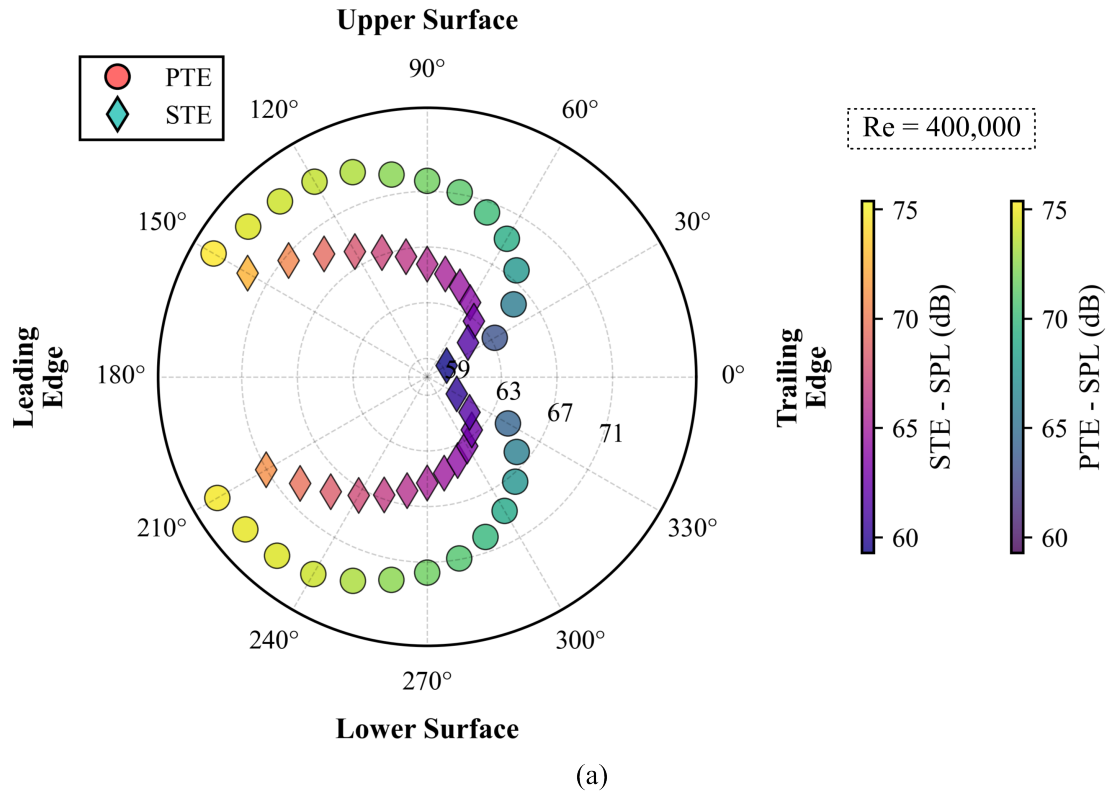 Upper Surface
PTE
STE
90°
120°
60°
Re = 400,000
150°
30°
Leading
Edge
180°
0°
Trailing
Edge
59
63
67
71
210°
330°
240°
300°
270°
Lower Surface
75
70
65
60
STE - SPL (dB)
75
70
65
60
PTE - SPL (dB)
(a)